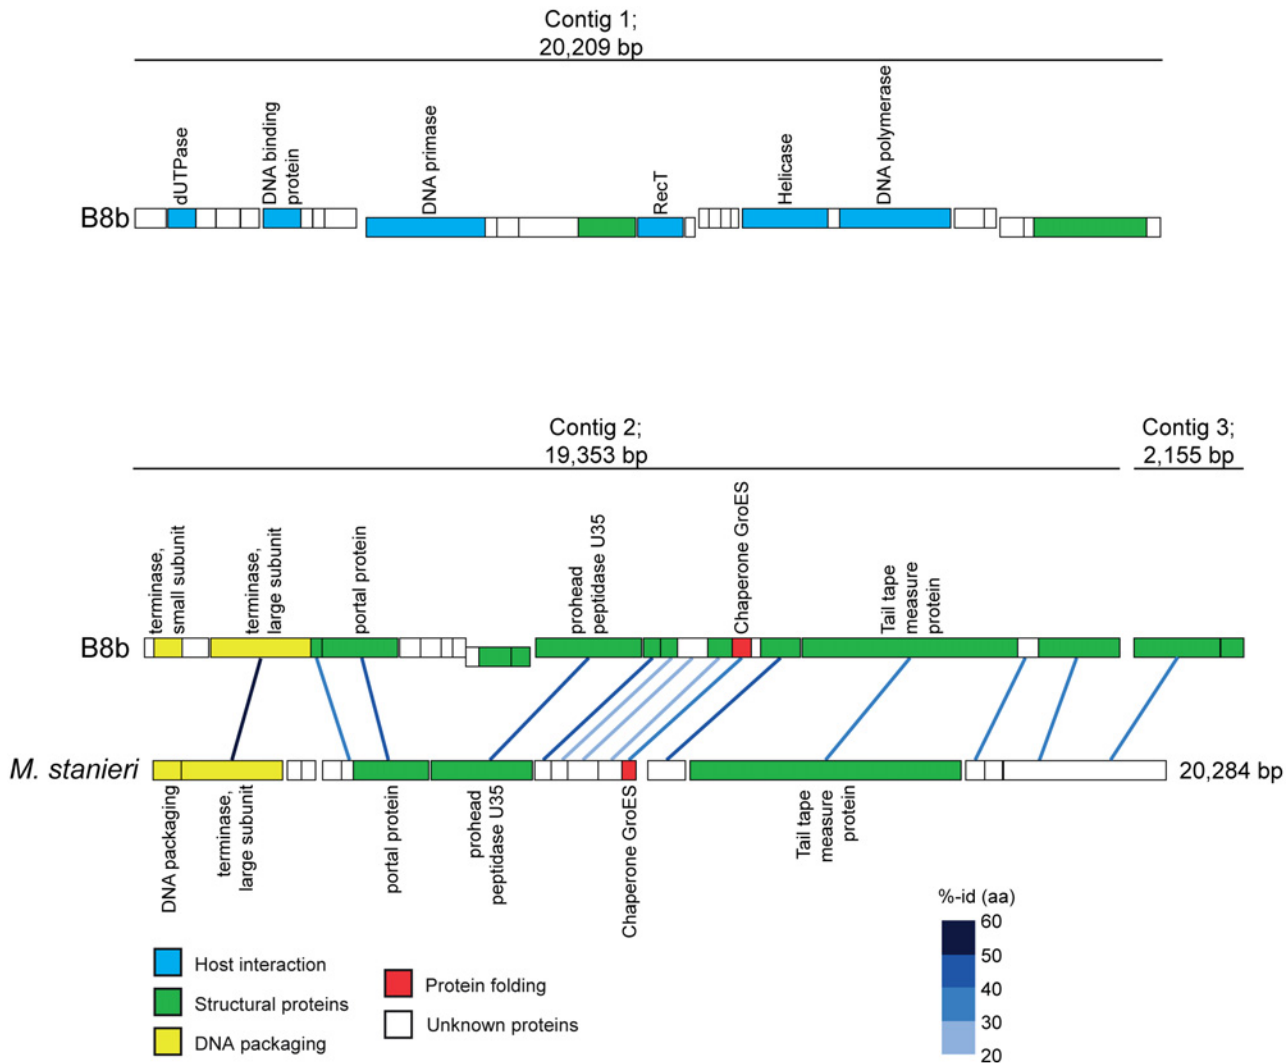 Contig 1;
20,209 bp
dUTPase
DNA binding
protein
DNA primase
RecT
Helicase
DNA polymerase
B8b
Contig 2;
19,353 bp
Contig 3;
2,155 bp
terminase,
small subunit
terminase,
large subunit
portal protein
prohead
peptidase U35
Chaperone GroES
Tail tape
measure
protein
B8b
M. stanieri
20,284 bp
DNA packaging
terminase,
large subunit
portal protein
prohead
peptidase U35
Chaperone GroES
Tail tape
measure
protein
%-id (aa)
60
50
40
30
20
Host interaction
Structural proteins
DNA packaging
Protein folding
Unknown proteins